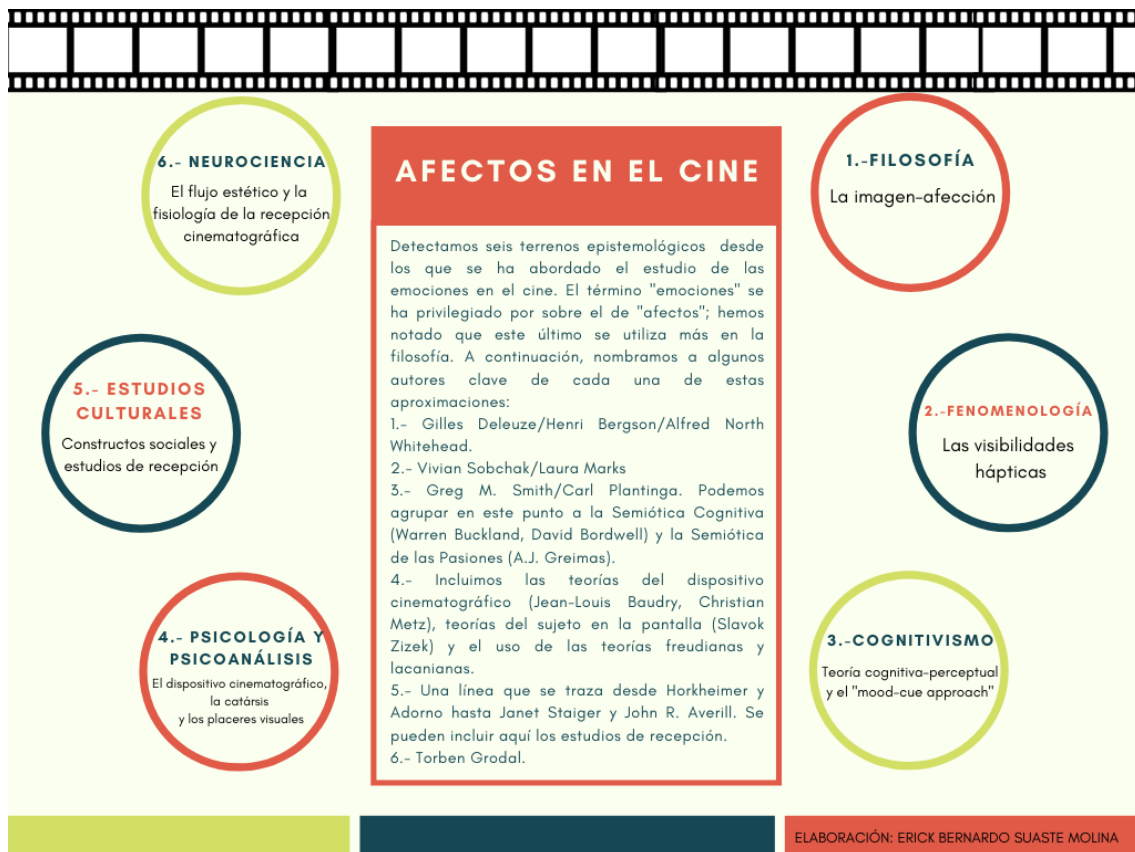 AFECTOS EN EL CINE
Detectamos seis terrenos epistemológicos desde
los que se ha abordado el estudio de las
emociones en el cine. El término "emociones" se
ha privilegiado por sobre el de "afectos"; hemos
notado que este último se utiliza más en la
filosofía. A continuación, nombramos a algunos
autores clave de cada una de estas
aproximaciones:
1.- Gilles Deleuze/Henri Bergson/Alfred North
Whitehead.
2.- Vivian Sobchak/Laura Marks
3.- Greg M. Smith/Carl Plantinga. Podemos
agrupar en este punto a la Semiótica Cognitiva
(Warren Buckland, David Bordwell) y la Semiótica
de las Pasiones (A.J. Greimas).
4.- Incluimos las teorías del dispositivo
cinematográfico (Jean-Louis Baudry, Christian
Metz), teorías del sujeto en la pantalla (Slavok
Zizek) y el uso de las teorías freudianas y
lacanianas.
5.- Una línea que se traza desde Horkheimer y
Adorno hasta Janet Staiger y John R. Averill. Se
pueden incluir aquí los estudios de recepción.
6.- Torben Grodal.
1.-FILOSOFÍA
La imagen-afección
2.-FENOMENOLOGÍA
Las visibilidades
hápticas
3.-COGNITIVISMO
Teoría cognitiva-perceptual
y el "mood-cue approach"
4.- PSICOLOGÍA Y
PSICOANÁLISIS
El dispositivo cinematográfico,
la catársis
y los placeres visuales
5.- ESTUDIOS
CULTURALES
Constructos sociales y
estudios de recepción
6.- NEUROCIENCIA
El flujo estético y la
fisiología de la recepción
cinematográfica
ELABORACIÓN: ERICK BERNARDO SUASTE MOLINA